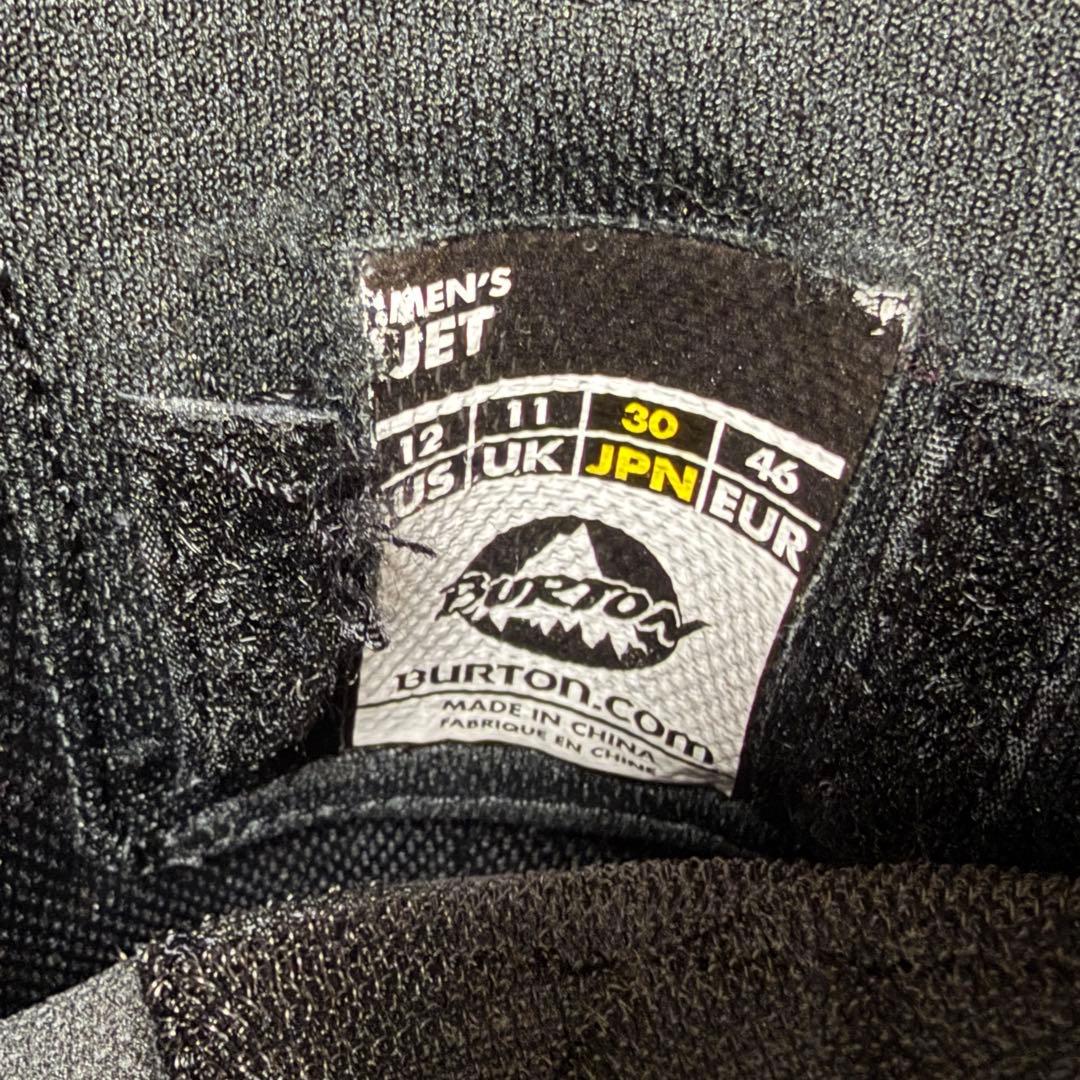 MEN'S
JET
12 11 30 46
US UK JPN EUR
BURTON
BURTON.COM
MADE IN CHINA
FABRIQUE EN CHINE